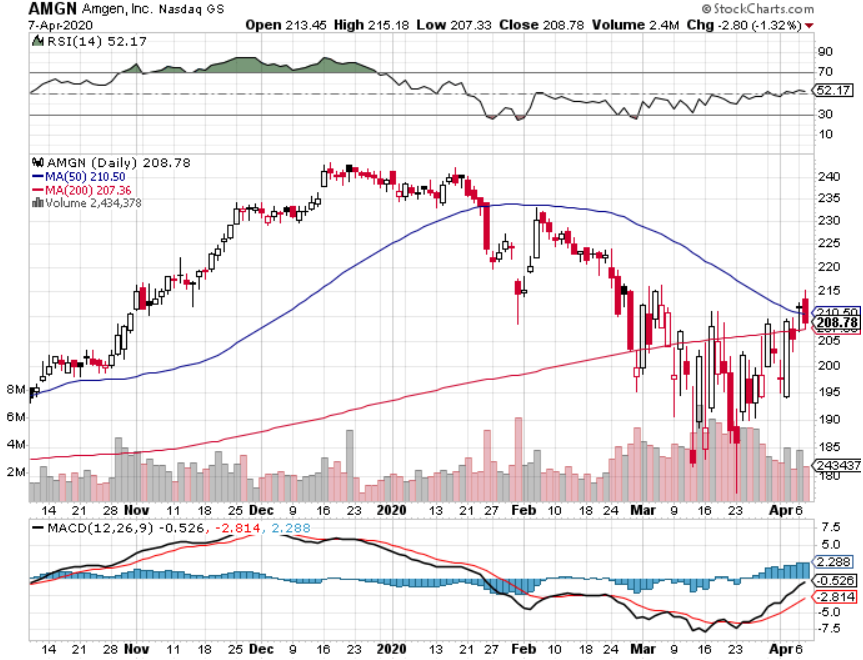 AMGN Amgen, Inc. Nasdaq GS
© StockCharts.com
7-Apr-2020
Open 213.45 High 215.18 Low 207.33 Close 208.78 Volume 2.4M Chg -2.80 (-1.32%)
RSI(14) 52.17
90
70
52.17
30
10
AMGN (Daily) 208.78
MA(50) 210.50
MA(200) 207.36
Volume 2,434,378
240
235
230
225
220
215
210.50
208.78
205
200
195
190
185
243437
180
8M
6M
4M
2M
14 21 28 Nov 11 18 25 Dec 9 16 23 2020 13 21 27 Feb 10 18 24 Mar 9 16 23 Apr 6
MACD(12,26,9) -0.526, -2.814, 2.288
7.5
5.0
2.288
-0.526
-2.814
-5.0
-7.5
14 21 28 Nov 11 18 25 Dec 9 16 23 2020 13 21 27 Feb 10 18 24 Mar 9 16 23 Apr 6